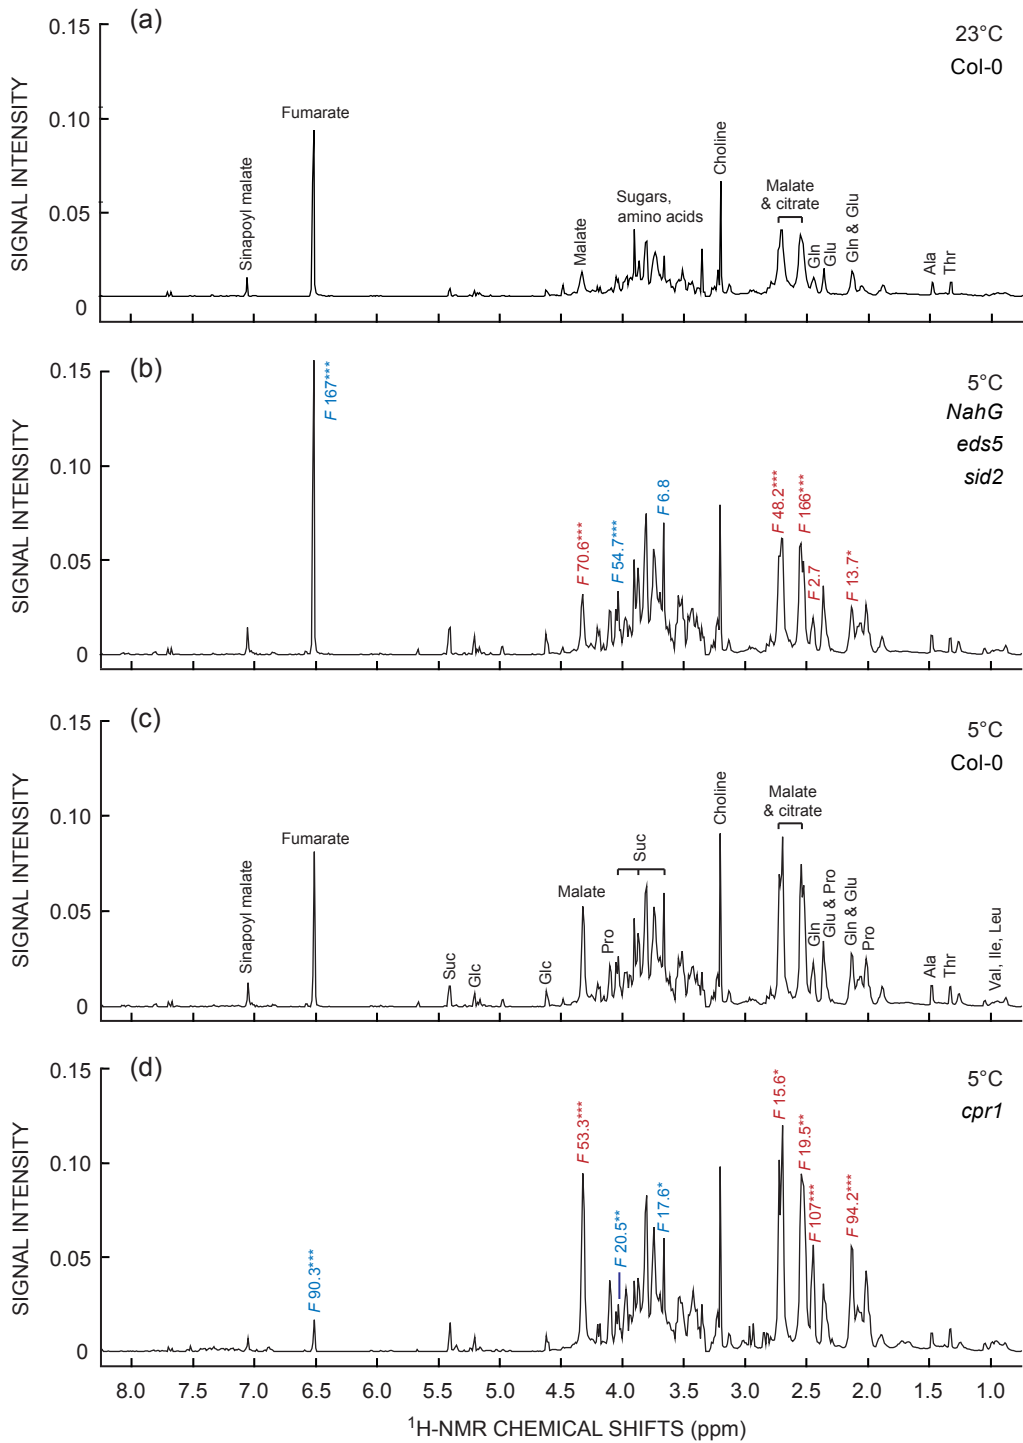 (a)
23°C
Col-0
SIGNAL INTENSITY
0.15
0.10
0.05
0
Sinapoyl malate
Fumarate
Malate
Sugars,
amino acids
Choline
Malate
& citrate
Gln
Glu
Gln & Glu
Ala
Thr
(b)
5°C
NahG
eds5
sid2
SIGNAL INTENSITY
0.15
0.10
0.05
0
F 167***
F 70.6***
F 54.7***
F 6.8
F 48.2***
F 166***
F 2.7
F 13.7*
(c)
5°C
Col-0
SIGNAL INTENSITY
0.15
0.10
0.05
0
Sinapoyl malate
Fumarate
Suc
Glc
Glc
Malate
Pro
Suc
Choline
Malate
& citrate
Gln
Glu & Pro
Gln & Glu
Pro
Ala
Thr
Val, Ile, Leu
(d)
5°C
cpr1
SIGNAL INTENSITY
0.15
0.10
0.05
0
F 90.3***
F 53.3***
F 20.5**
F 17.6*
F 15.6*
F 19.5**
F 107***
F 94.2***
8.0 7.5 7.0 6.5 6.0 5.5 5.0 4.5 4.0 3.5 3.0 2.5 2.0 1.5 1.0
¹H-NMR CHEMICAL SHIFTS (ppm)